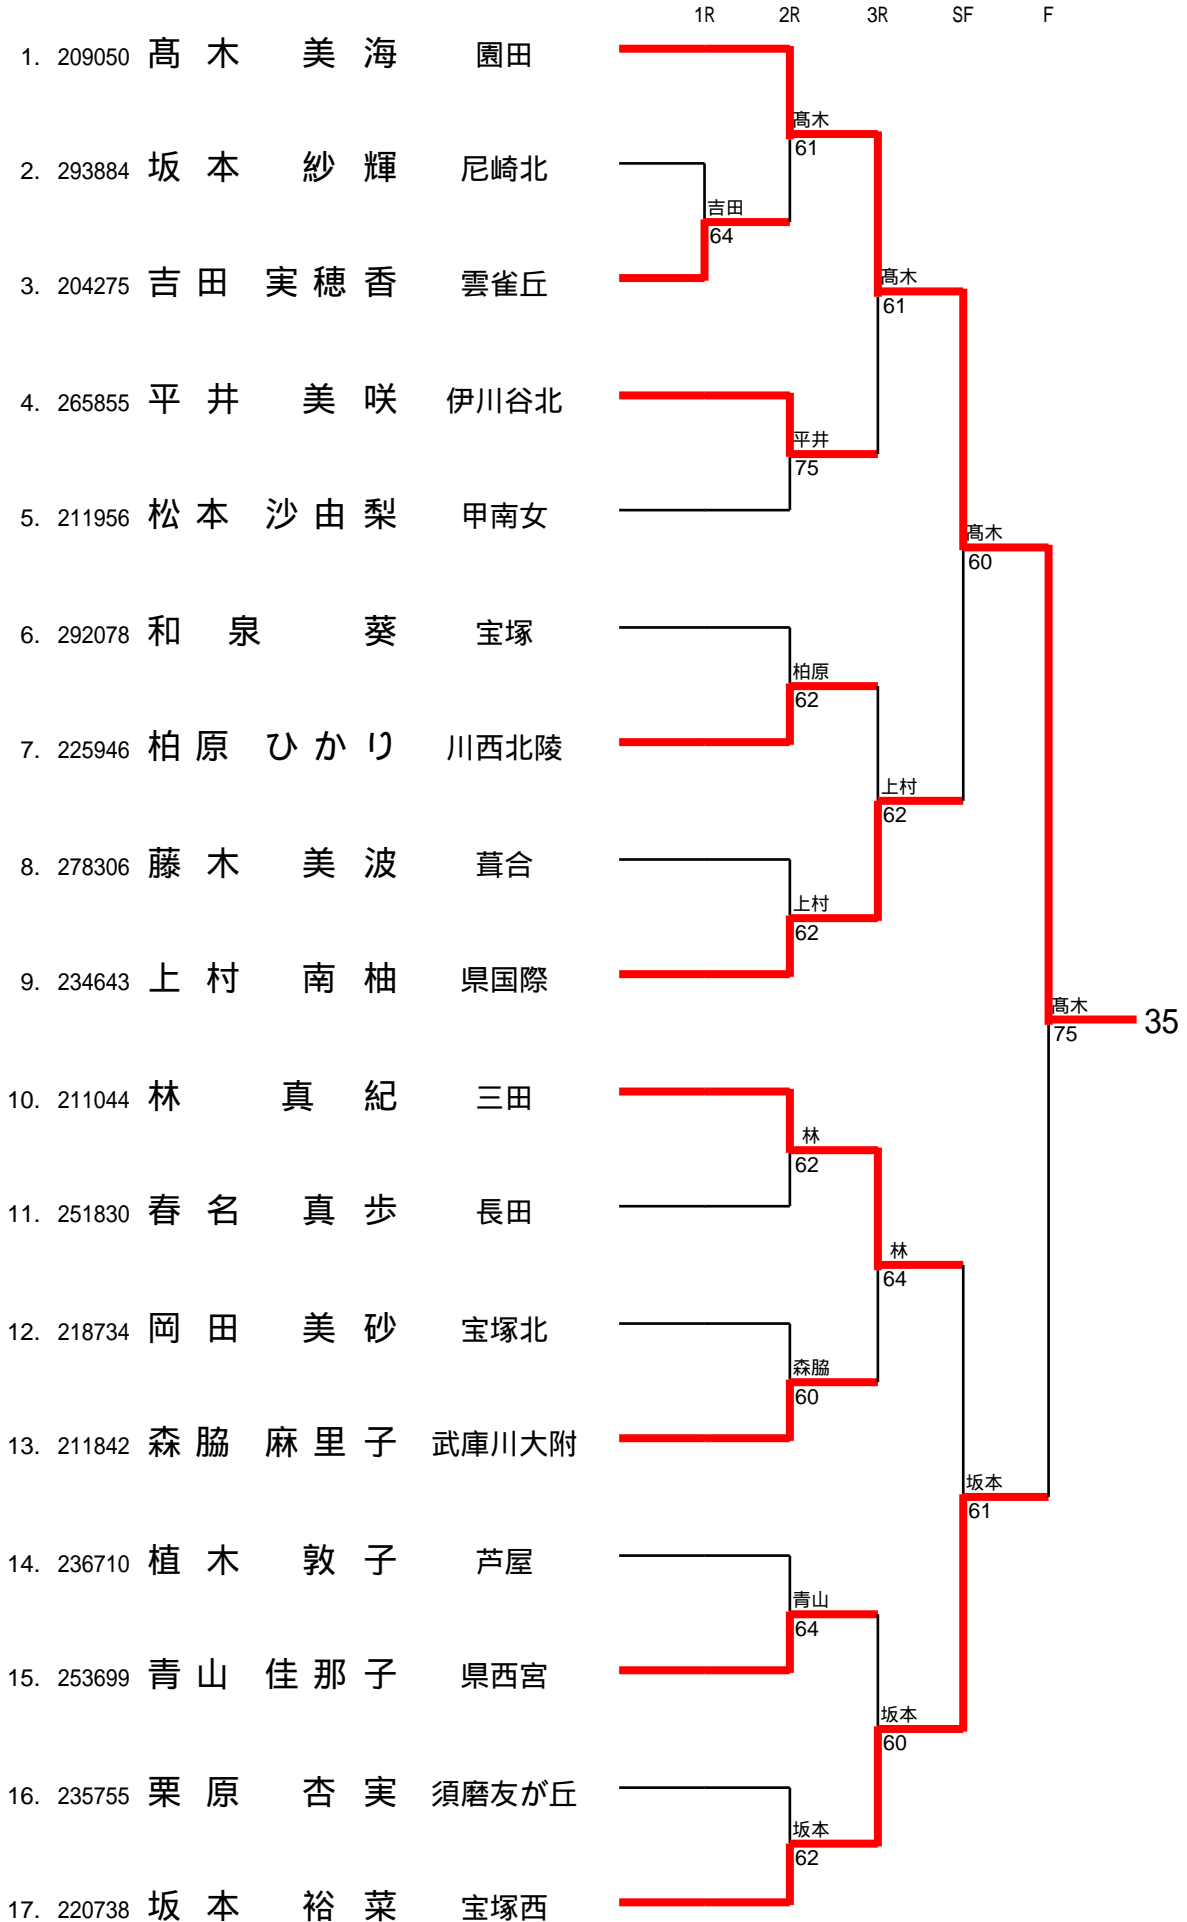 1R 2R 3R SF F
1. 209050 髙木 美海 園田
髙木
61
2. 293884 坂本 紗輝 尼崎北
吉田
64
3. 204275 吉田 実穂香 雲雀丘
髙木
61
4. 265855 平井 美咲 伊川谷北
平井
75
5. 211956 松本 沙由梨 甲南女
髙木
60
6. 292078 和泉 葵 宝塚
柏原
62
7. 225946 柏原 ひかり 川西北陵
上村
62
8. 278306 藤木 美波 葺合
上村
62
9. 234643 上村 南柚 県国際
髙木
75 35
10. 211044 林 真紀 三田
林
62
11. 251830 春名 真歩 長田
林
64
12. 218734 岡田 美砂 宝塚北
森脇
60
13. 211842 森脇 麻里子 武庫川大附
坂本
61
14. 236710 植木 敦子 芦屋
青山
64
15. 253699 青山 佳那子 県西宮
坂本
60
16. 235755 栗原 杏実 須磨友が丘
坂本
62
17. 220738 坂本 裕菜 宝塚西